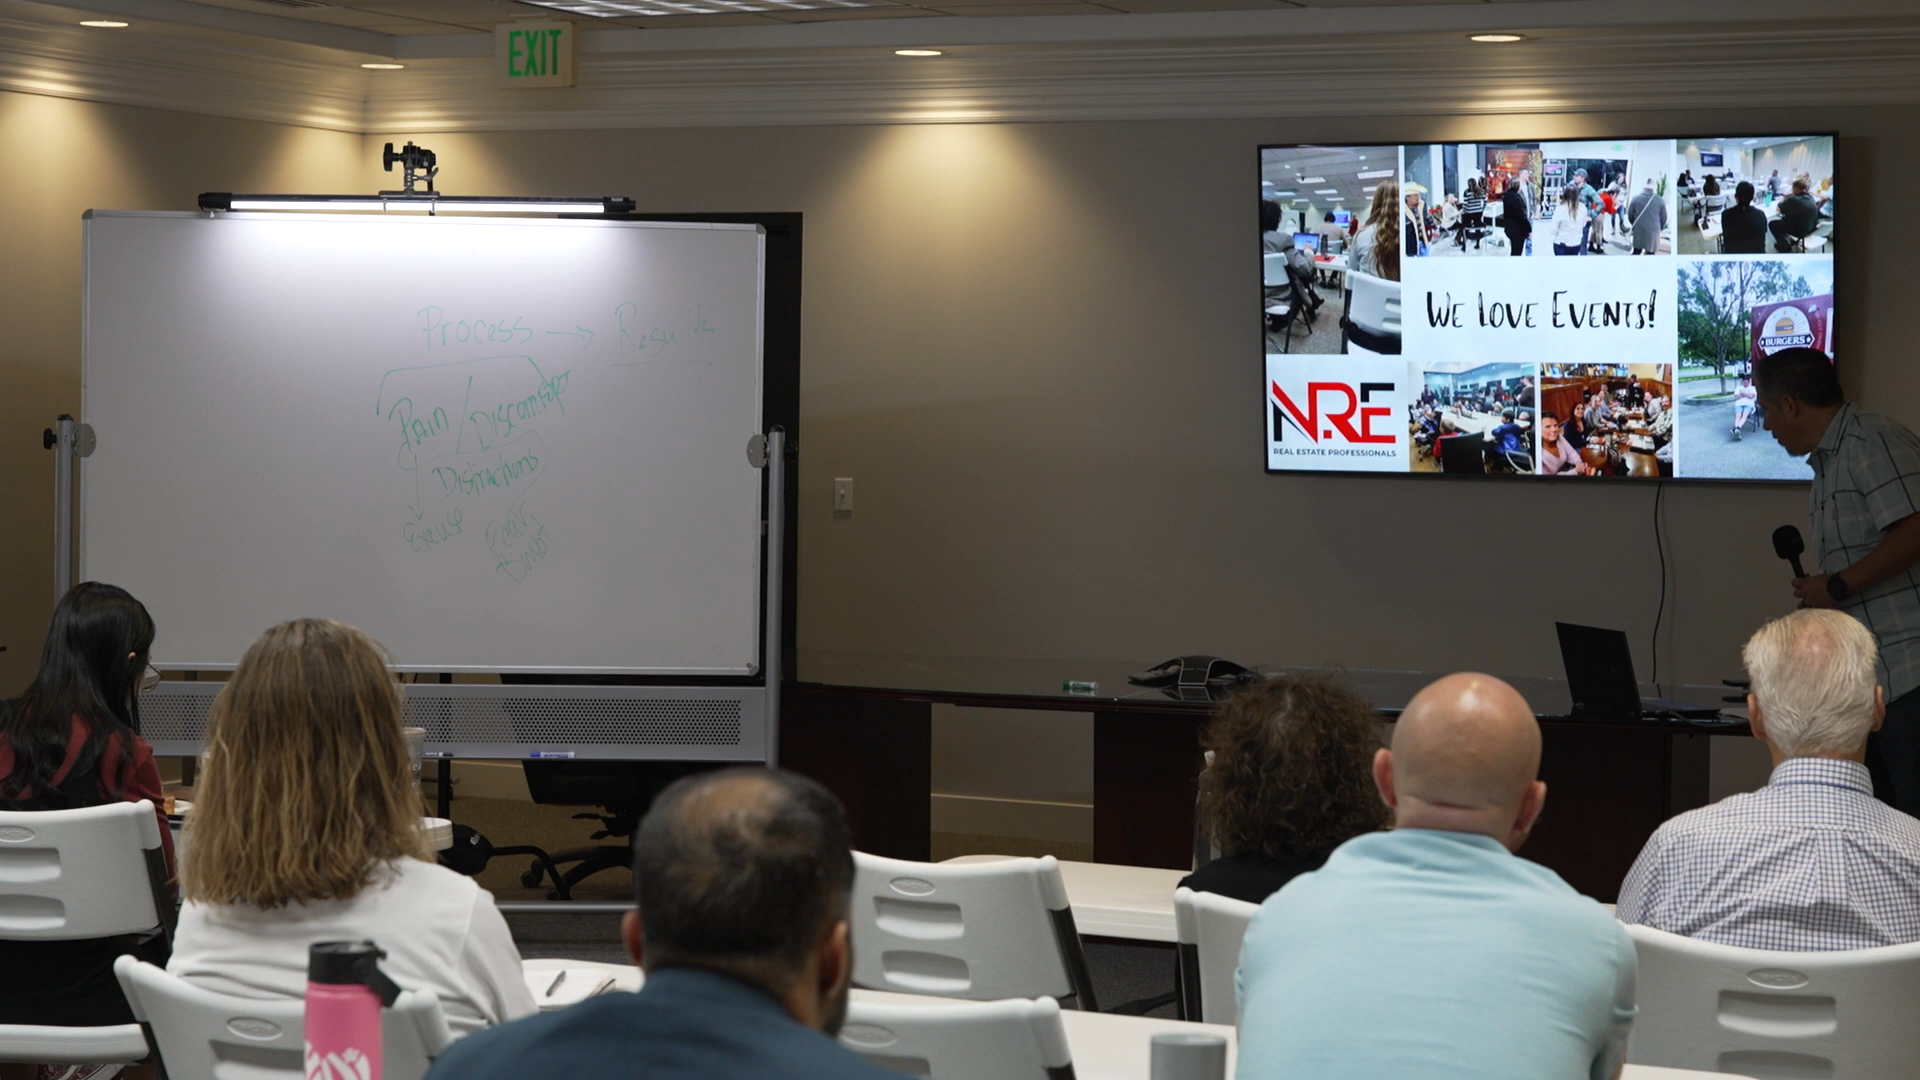 EXIT
Process → Results
Pain / Discomfort
Distractions
Excuse
WE LOVE EVENTS!
BURGERS
NRE
REAL ESTATE PROFESSIONALS